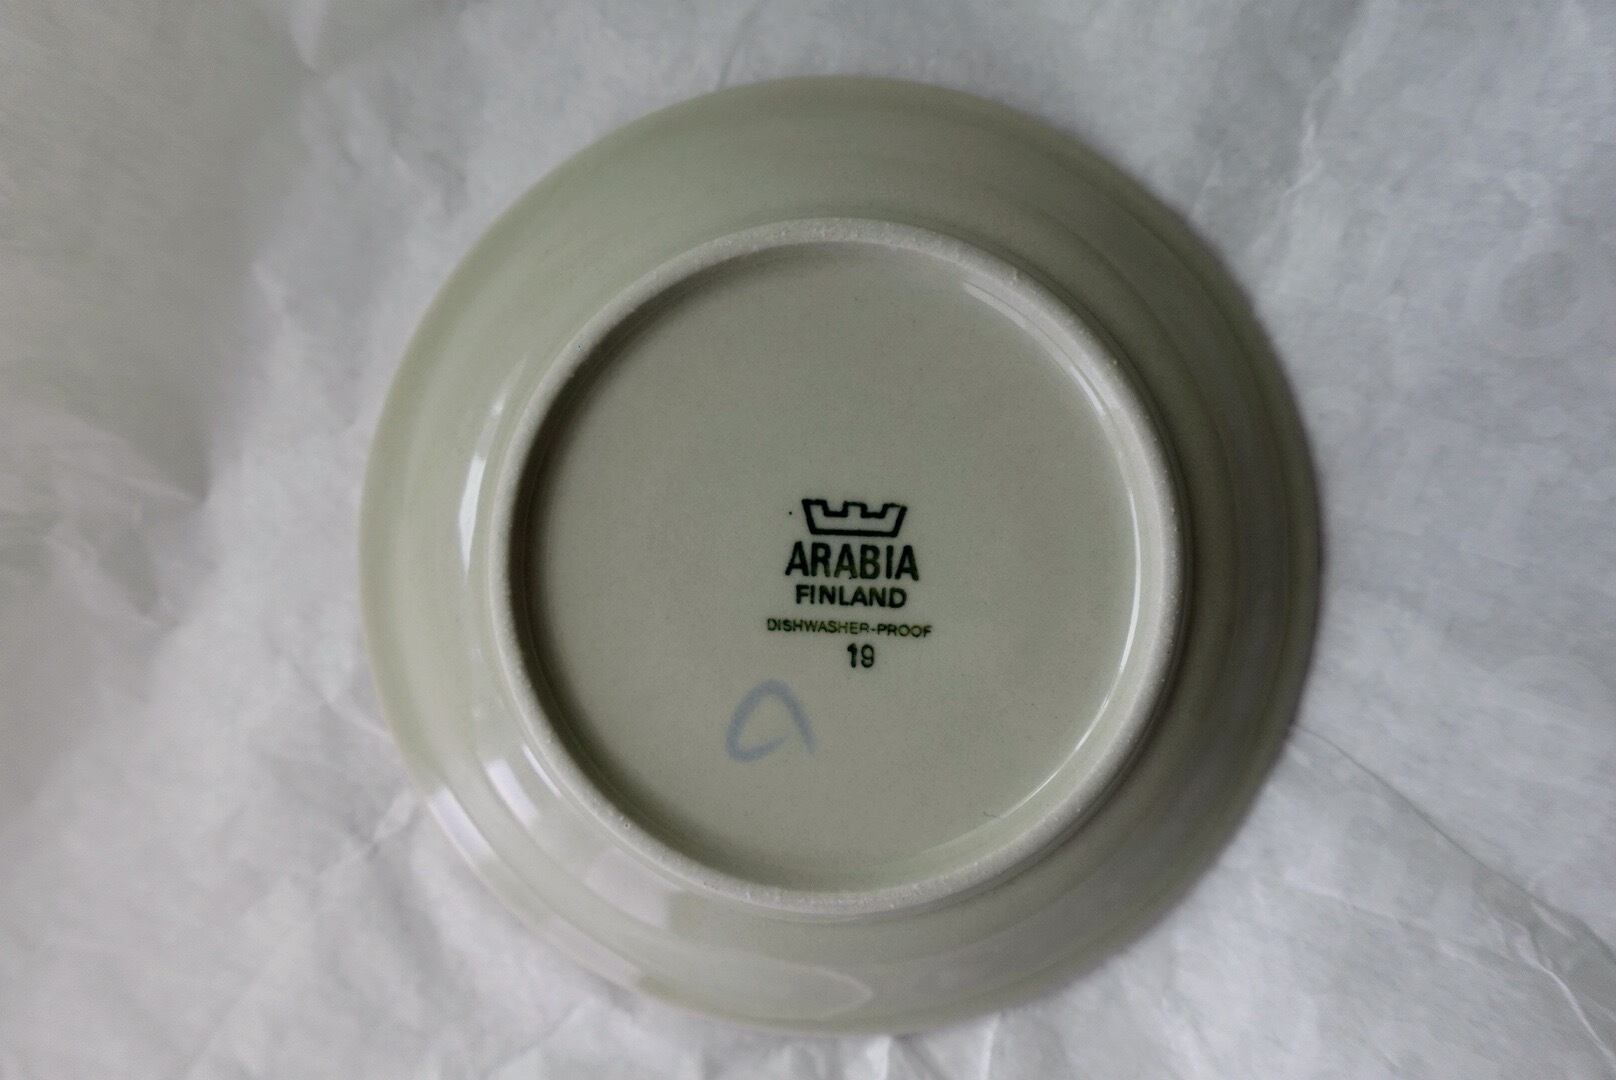 ARABIA
FINLAND
DISHWASHER-PROOF
19